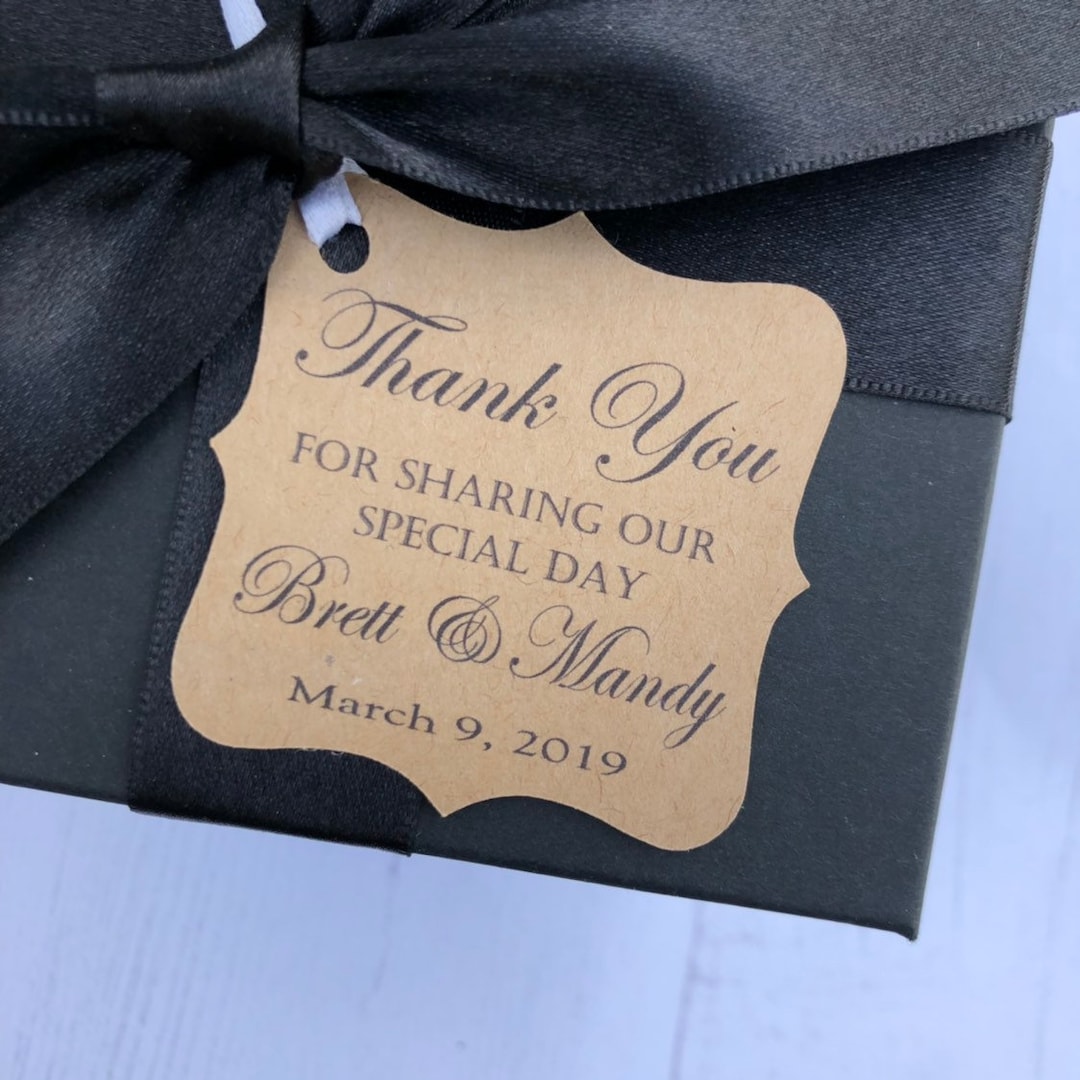 Thank You
FOR SHARING OUR
SPECIAL DAY
Brett & Mandy
March 9, 2019